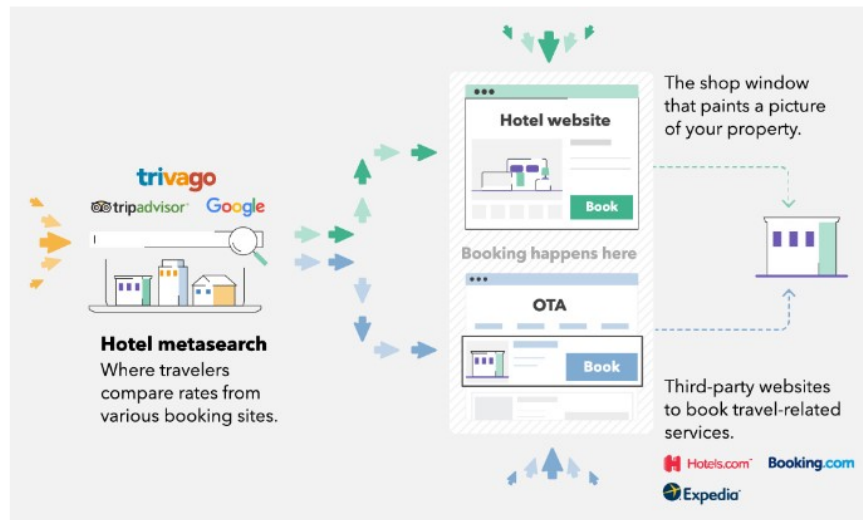 trivago
tripadvisor
Google
Hotel metasearch
Where travelers
compare rates from
various booking sites.
Hotel website
Book
Booking happens here
OTA
Book
The shop window
that paints a picture
of your property.
Third-party websites
to book travel-related
services.
Hotels.com
Booking.com
Expedia